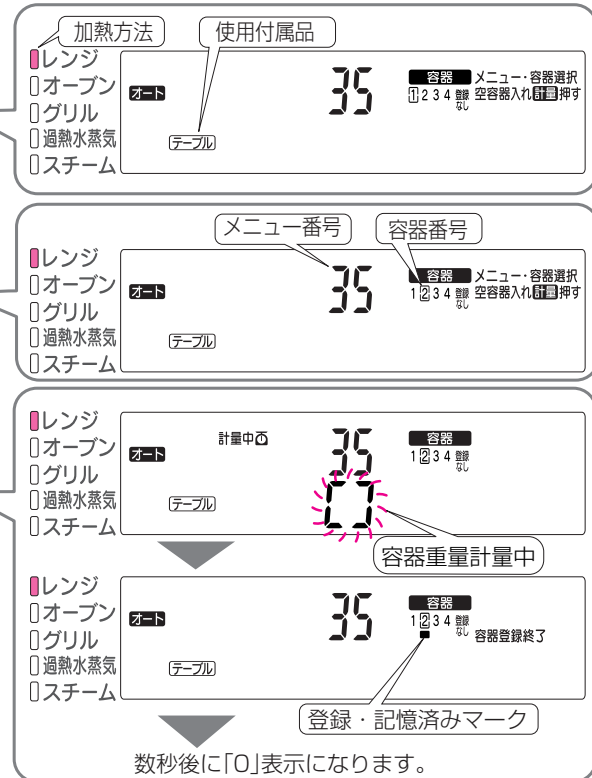 加熱方法
使用付属品
レンジ
オーブン
グリル
過熱水蒸気
スチーム
オート
テーブル
35
容器
1 2 3 4 登録なし
メニュー・容器選択
空容器入れ計量押す
メニュー番号
容器番号
レンジ
オーブン
グリル
過熱水蒸気
スチーム
オート
テーブル
35
容器
1 2 3 4 登録なし
メニュー・容器選択
空容器入れ計量押す
レンジ
オーブン
グリル
過熱水蒸気
スチーム
オート
テーブル
計量中
35
容器
1 2 3 4 登録なし
容器重量計量中
レンジ
オーブン
グリル
過熱水蒸気
スチーム
オート
テーブル
35
容器
1 2 3 4 登録なし
容器登録終了
登録・記憶済みマーク
数秒後に「0」表示になります。